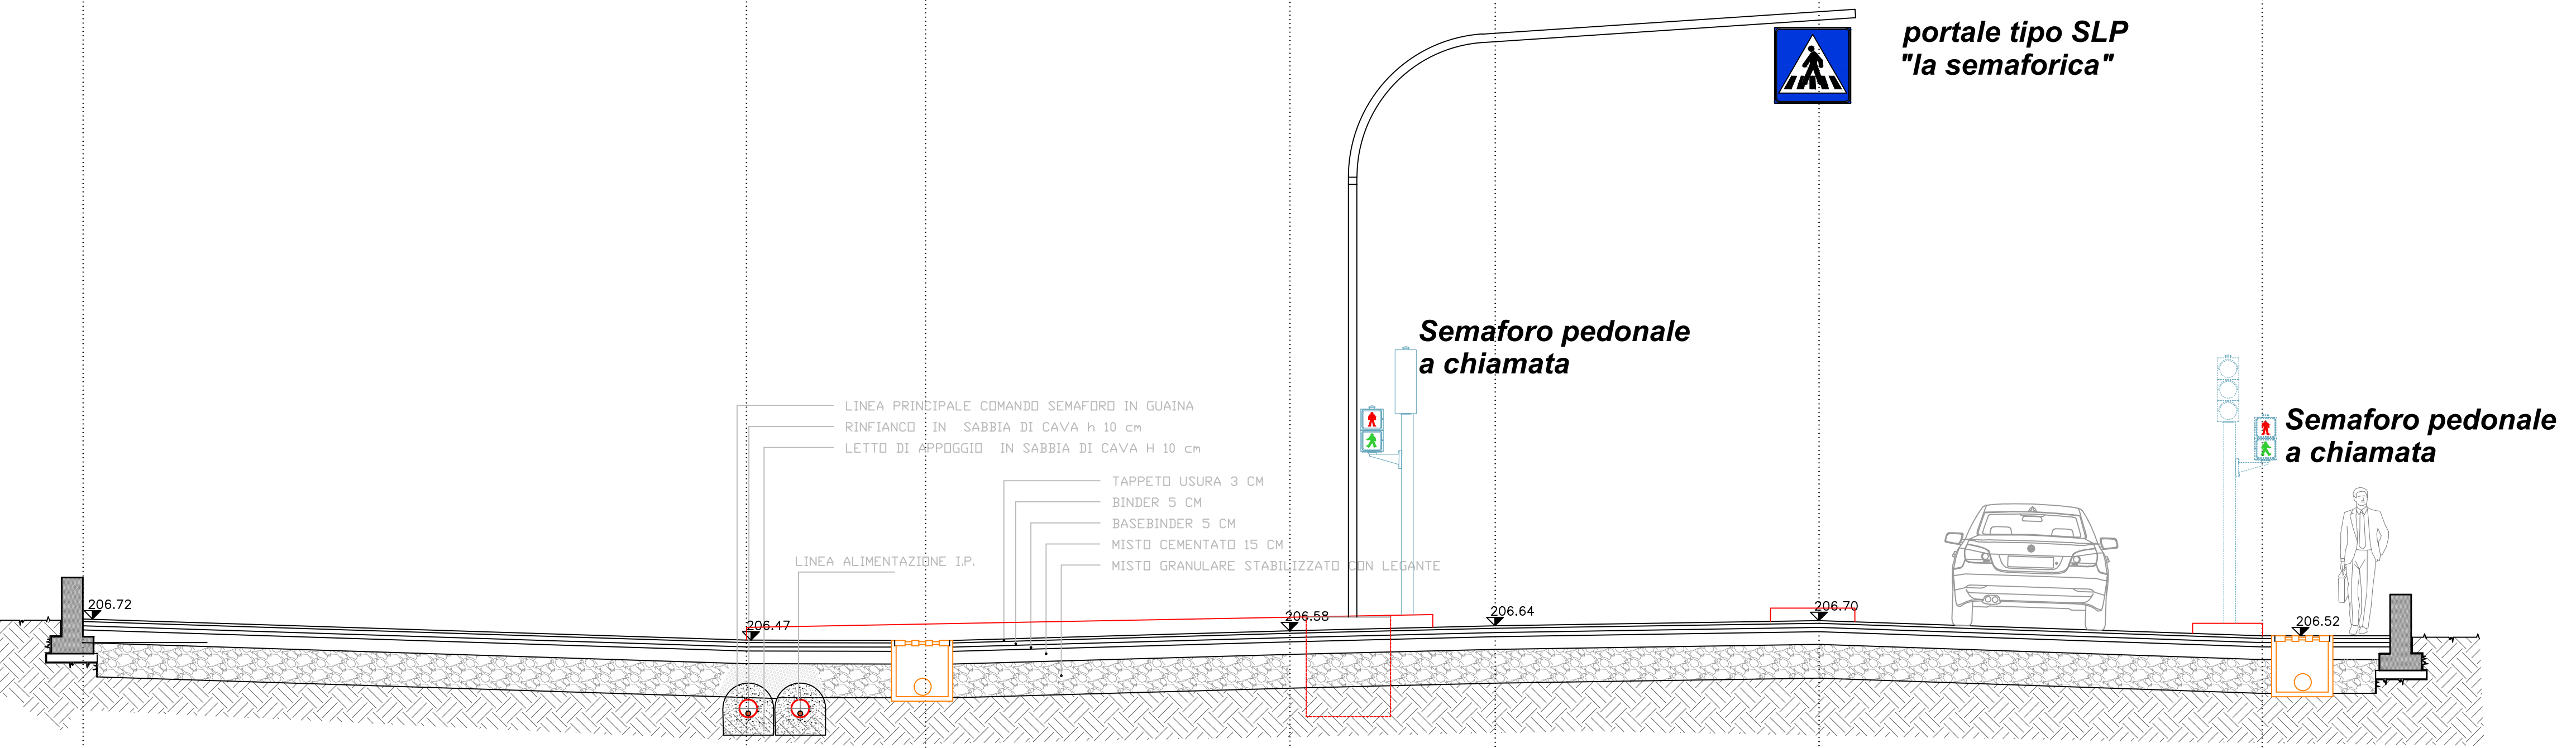 portale tipo SLP
"la semaforica"
Semaforo pedonale
a chiamata
Semaforo pedonale
a chiamata
LINEA PRINCIPALE COMANDO SEMAFORO IN GUAINA
RINFIANCO IN SABBIA DI CAVA h 10 cm
LETTO DI APPOGGIO IN SABBIA DI CAVA H 10 cm
TAPPETO USURA 3 CM
BINDER 5 CM
BASEBINDER 5 CM
MISTO CEMENTATO 15 CM
MISTO GRANULARE STABILIZZATO CON LEGANTE
LINEA ALIMENTAZIONE I.P.
206.72
206.47
206.58
206.64
206.70
206.52